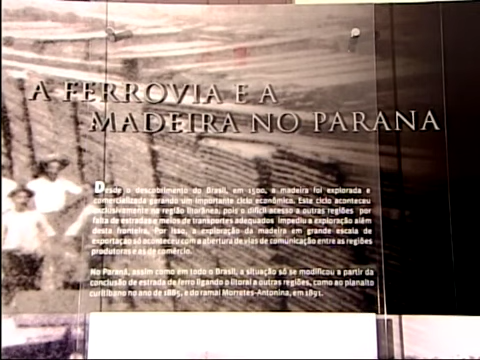 A FERROVIA E A
MADEIRA NO PARANA
Desde o descobrimento do Brasil, em 1500, a madeira foi explorada e
comercializada gerando um importante ciclo econômico. Este ciclo aconteceu
exclusivamente na região litorânea, pois o difícil acesso a outras regiões por
falta de estradas e meios de transportes adequados impediu a exploração além
desta fronteira. Por isso, a exploração da madeira em grande escala de
exportação só aconteceu com a abertura de vias de comunicação entre as regiões
produtoras e as de comércio.
No Paraná, assim como em todo o Brasil, a situação só se modificou a partir da
conclusão de estrada de ferro ligando o litoral a outras regiões, como ao planalto
curitibano no ano de 1885, e do ramal Morretes-Antonina, em 1891.